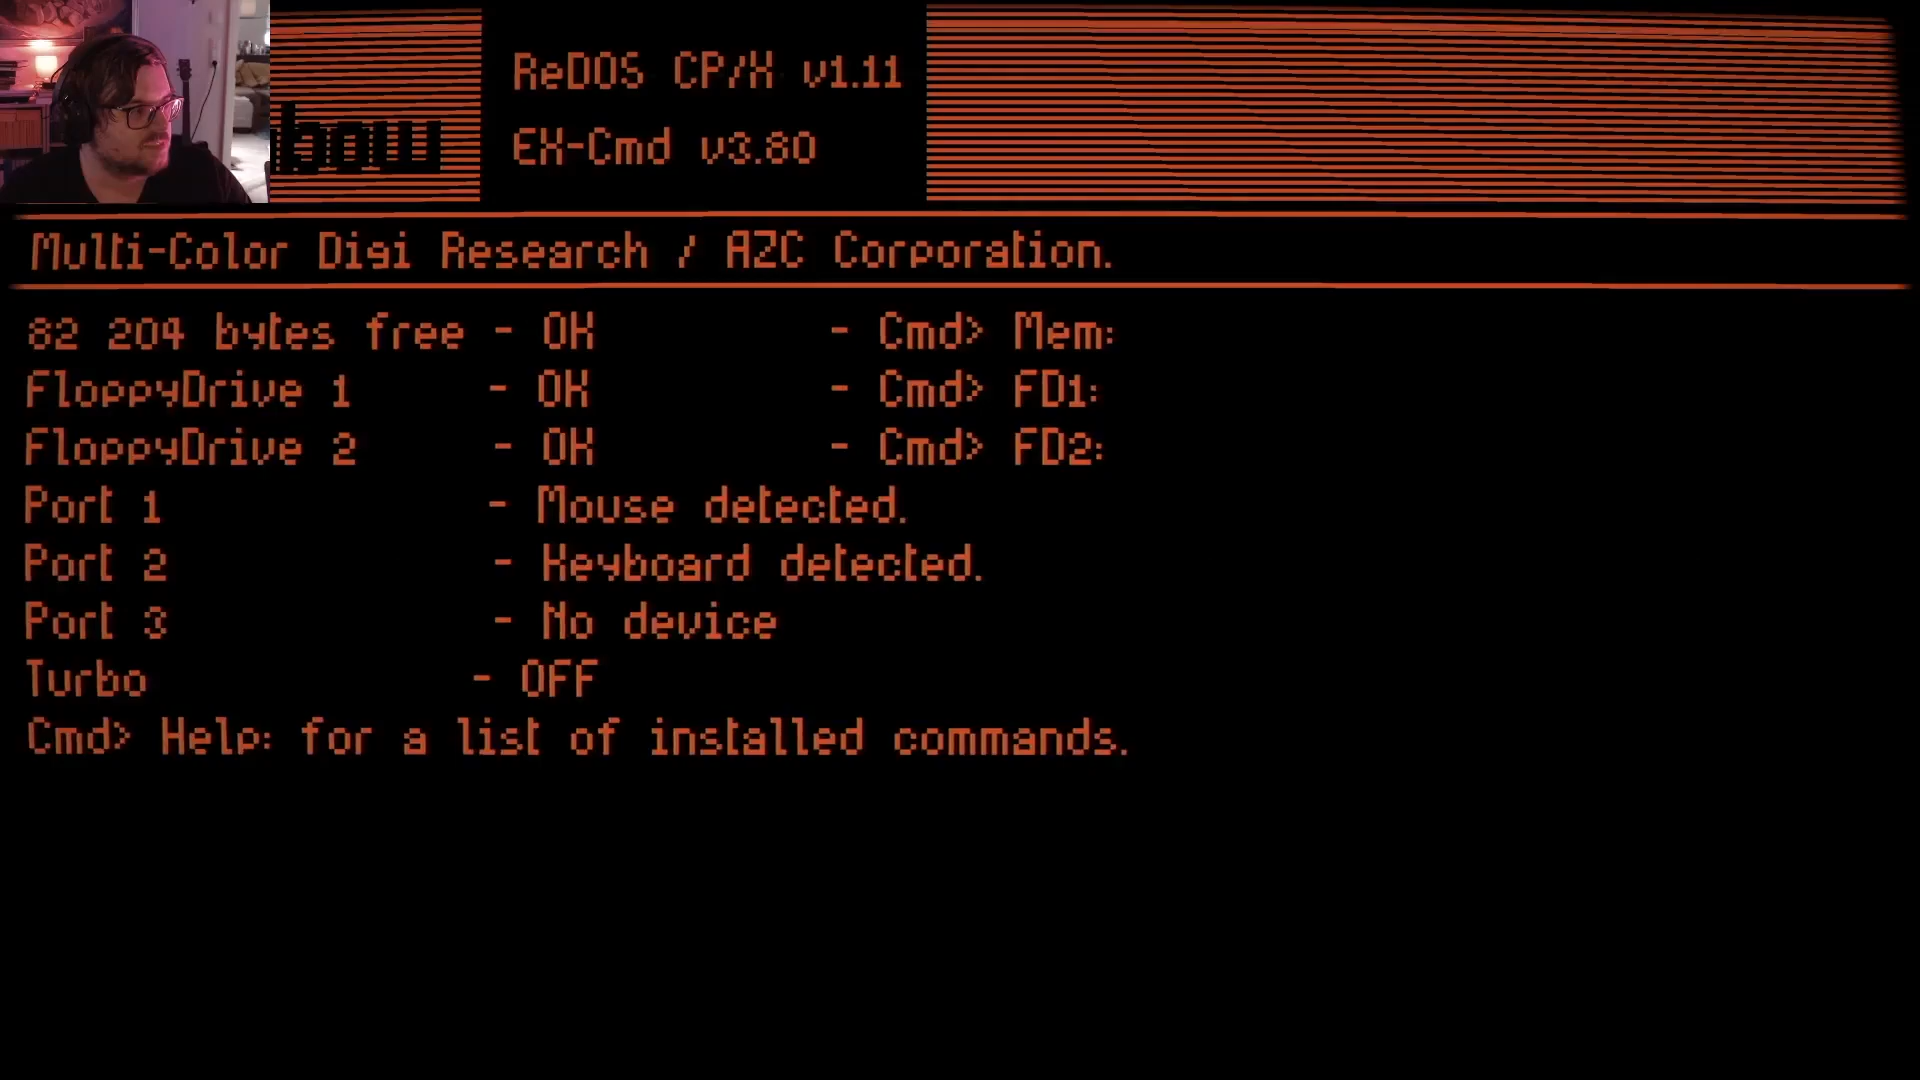 ReDOS CP/X v1.11
bow
EX-Cmd v3.80
Multi-Color Digi Research / A2C Corporation.
82 204 bytes free - OK - Cmd> Mem:
FloppyDrive 1 - OK - Cmd> FD1:
FloppyDrive 2 - OK - Cmd> FD2:
Port 1 - Mouse detected.
Port 2 - Keyboard detected.
Port 3 - No device
Turbo - OFF
Cmd> Help: for a list of installed commands.